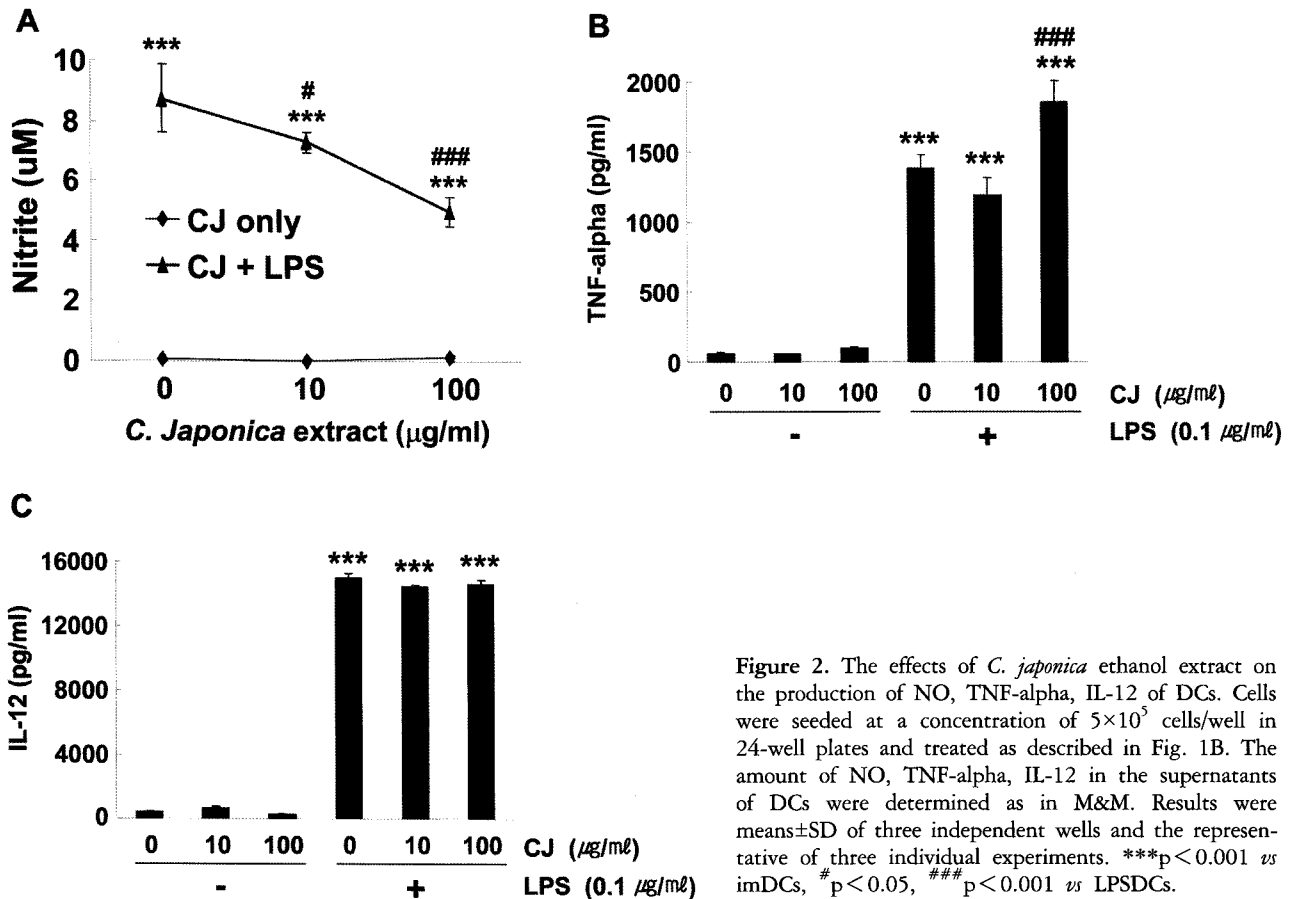 A
***
10
#
***
8
###
***
6
CJ only
4
CJ + LPS
2
0
Nitrite (uM)
0 10 100
C. Japonica extract (μg/ml)
B
###
***
2000
***
***
1500
1000
500
0
TNF-alpha (pg/ml)
0 10 100 0 10 100 CJ (㎍/㎖)
- + LPS (0.1 ㎍/㎖)
C
16000 *** *** ***
12000
8000
4000
0
IL-12 (pg/ml)
0 10 100 0 10 100 CJ (㎍/㎖)
- + LPS (0.1 ㎍/㎖)
Figure 2. The effects of C. japonica ethanol extract on
the production of NO, TNF-alpha, IL-12 of DCs. Cells
were seeded at a concentration of 5×10⁵ cells/well in
24-well plates and treated as described in Fig. 1B. The
amount of NO, TNF-alpha, IL-12 in the supernatants
of DCs were determined as in M&M. Results were
means±SD of three independent wells and the represen-
tative of three individual experiments. ***p<0.001 vs
imDCs, #p<0.05, ###p<0.001 vs LPSDCs.